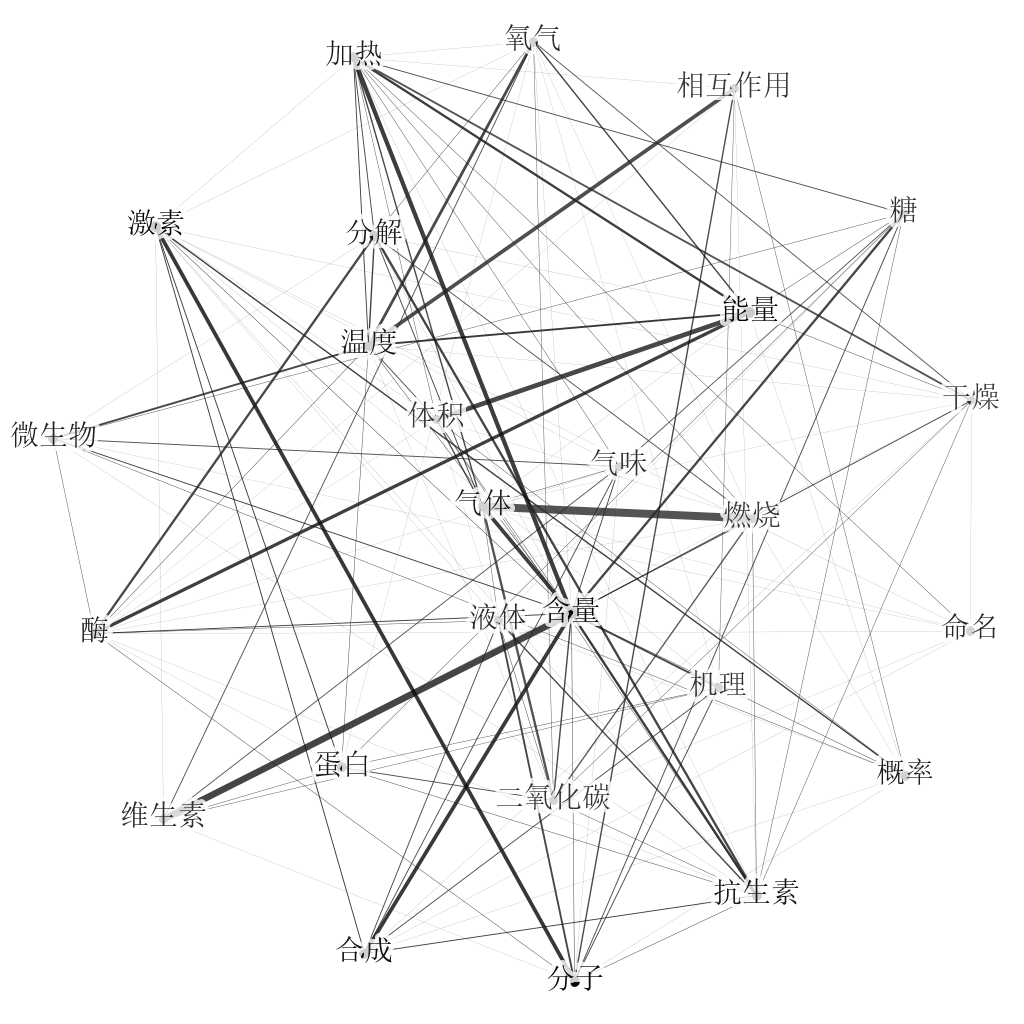 氧气
加热
相互作用
糖
激素
分解
能量
温度
干燥
体积
微生物
气味
气体
燃烧
含量
液体
酶
命名
机理
蛋白
概率
二氧化碳
维生素
抗生素
合成
分子